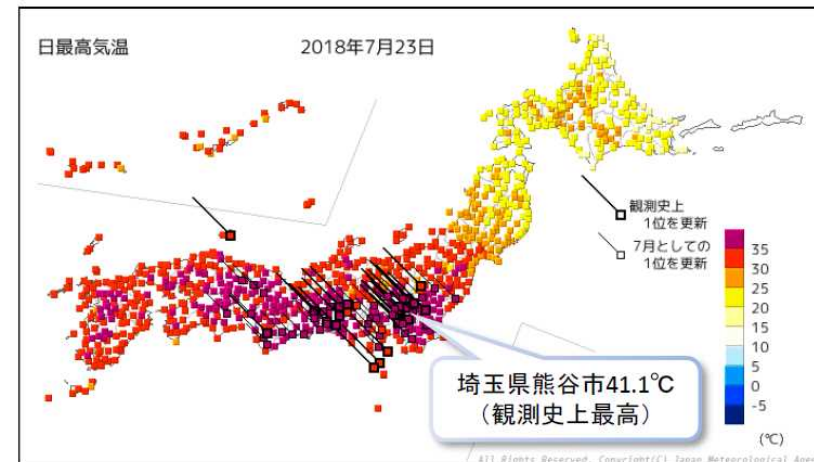 日最高気温
2018年7月23日
観測史上
1位を更新
7月としての
1位を更新
35
30
25
20
15
10
5
0
-5
(℃)
埼玉県熊谷市41.1℃
（観測史上最高）
All Rights Reserved. Copyright(C) Japan Meteorological Agen